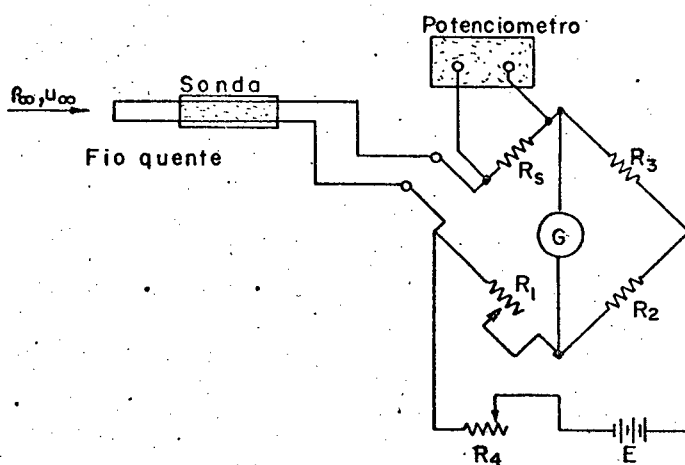 Potenciometro
Sonda
ρ∞,u∞
Fio quente
RS
R3
G
R1
R2
R4
E